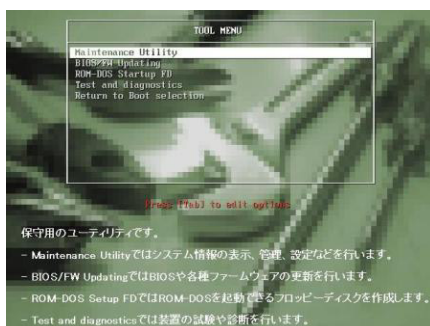 TOOL MENU
Maintenance Utility
BIOS/FW Updating
ROM-DOS Startup FD
Test and diagnostics
Return to Boot selection
Press [Tab] to edit options
保守用のユーティリティです。
- Maintenance Utilityではシステム情報の表示、管理、設定などを行います。
- BIOS/FW UpdatingではBIOSや各種ファームウェアの更新を行います。
- ROM-DOS Setup FDではROM-DOSを起動できるフロッピーディスクを作成します。
- Test and diagnosticsでは装置の試験や診断を行います。